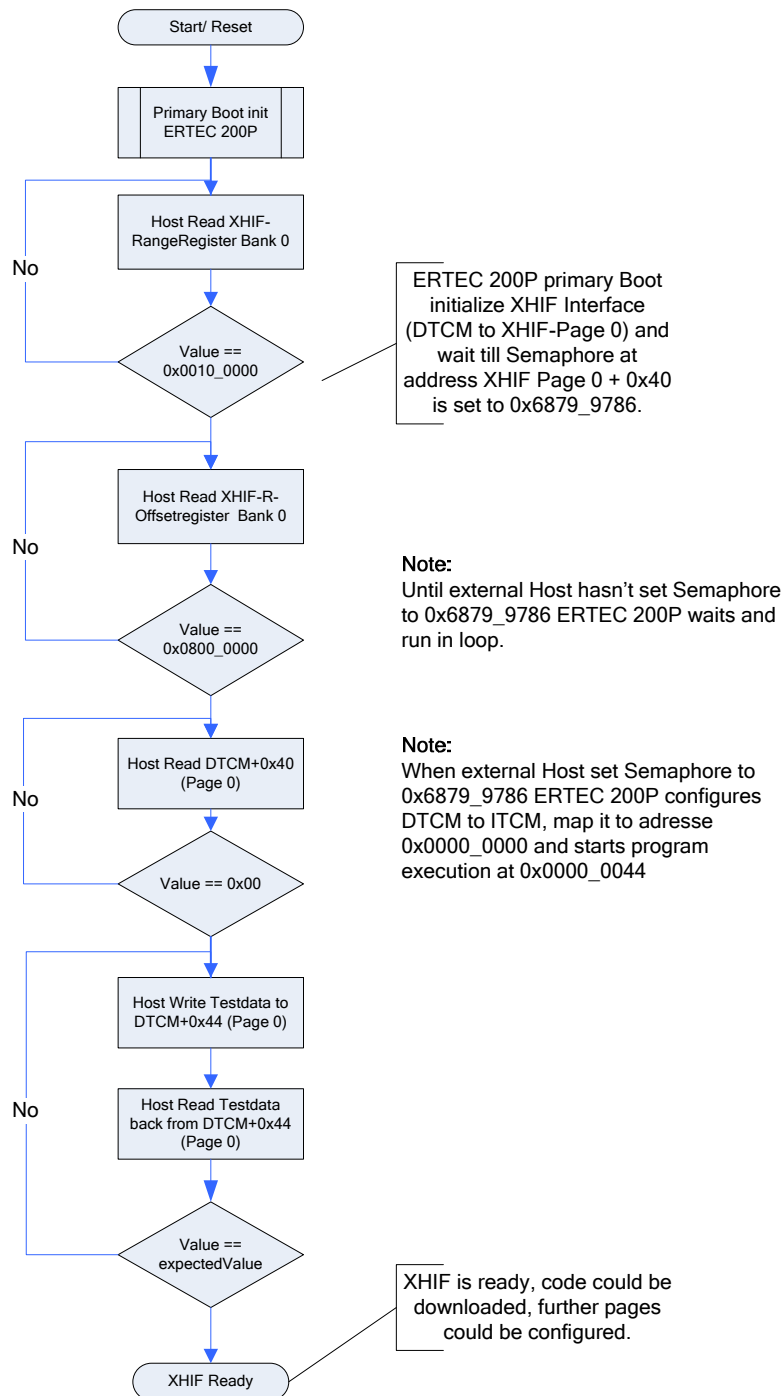 Start/ Reset
Primary Boot init
ERTEC 200P
Host Read XHIF-
RangeRegister Bank 0
No
Value ==
0x0010_0000
ERTEC 200P primary Boot
initialize XHIF Interface
(DTCM to XHIF-Page 0) and
wait till Semaphore at
address XHIF Page 0 + 0x40
is set to 0x6879_9786.
Host Read XHIF-R-
Offsetregister Bank 0
No
Value ==
0x0800_0000
Note:
Until external Host hasn't set Semaphore
to 0x6879_9786 ERTEC 200P waits and
run in loop.
Host Read DTCM+0x40
(Page 0)
No
Value == 0x00
Note:
When external Host set Semaphore to
0x6879_9786 ERTEC 200P configures
DTCM to ITCM, map it to adresse
0x0000_0000 and starts program
execution at 0x0000_0044
Host Write Testdata to
DTCM+0x44 (Page 0)
No
Host Read Testdata
back from DTCM+0x44
(Page 0)
Value ==
expectedValue
XHIF is ready, code could be
downloaded, further pages
could be configured.
XHIF Ready